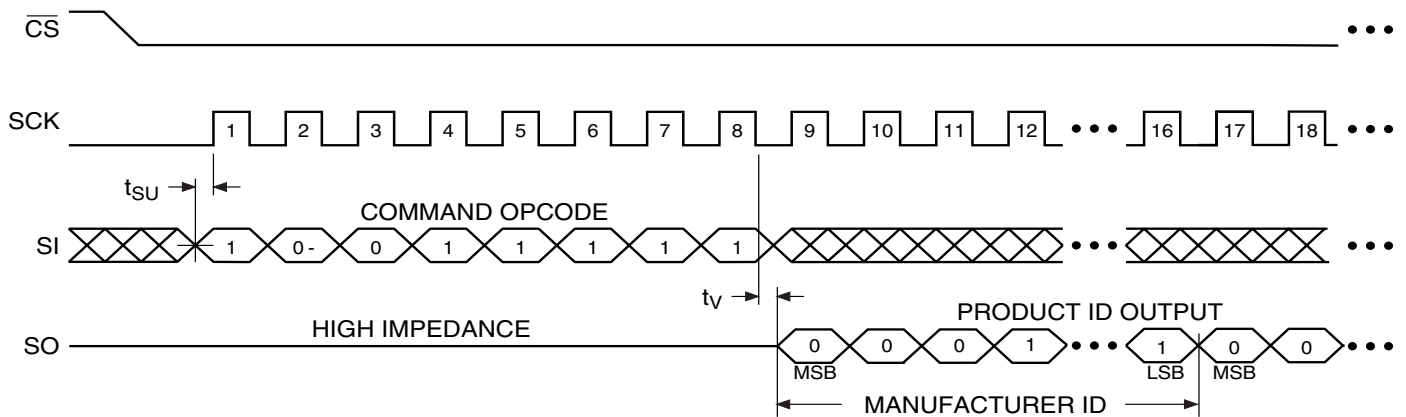 CS
SCK 1 2 3 4 5 6 7 8 9 10 11 12 16 17 18
tSU
COMMAND OPCODE
SI 1 0 - 0 1 1 1 1 1
tV
HIGH IMPEDANCE PRODUCT ID OUTPUT
SO 0 0 0 1 1 0 0
MSB LSB MSB
MANUFACTURER ID